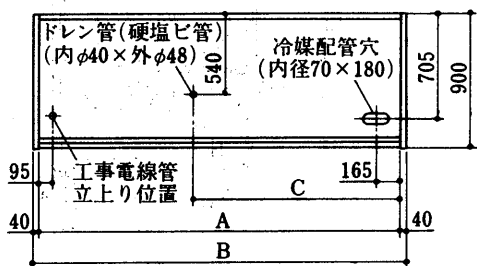 ドレン管(硬塩ビ管)
(内φ40×外φ48)
540
冷媒配管穴
(内径70×180)
705
900
95
工事電線管
立上り位置
165
C
40
A
40
B